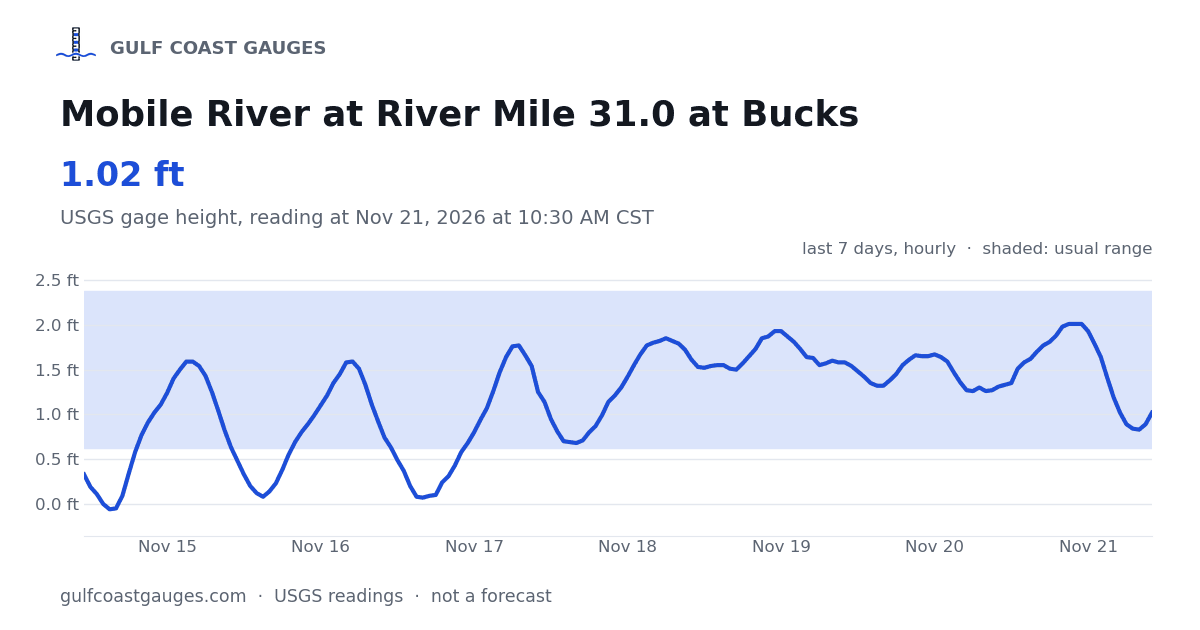 GULF COAST GAUGES
Mobile River at River Mile 31.0 at Bucks
1.02 ft
USGS gage height, reading at Nov 21, 2026 at 10:30 AM CST
last 7 days, hourly · shaded: usual range
2.5 ft
2.0 ft
1.5 ft
1.0 ft
0.5 ft
0.0 ft
Nov 15 Nov 16 Nov 17 Nov 18 Nov 19 Nov 20 Nov 21
gulfcoastgauges.com · USGS readings · not a forecast